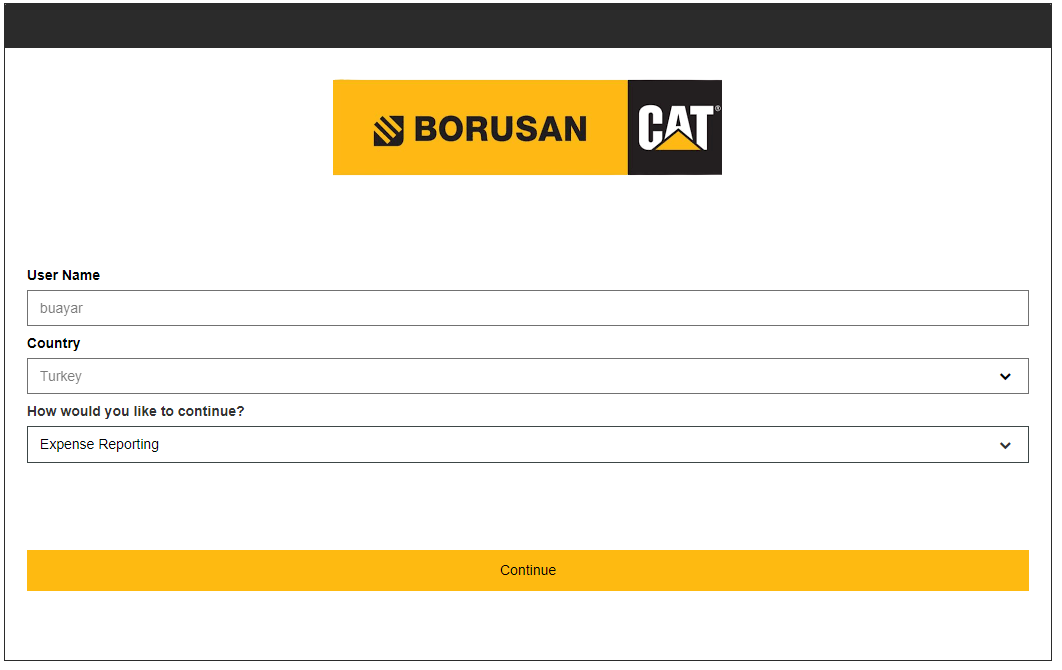 BORUSAN CAT®
User Name
buayar
Country
Turkey
How would you like to continue?
Expense Reporting
Continue